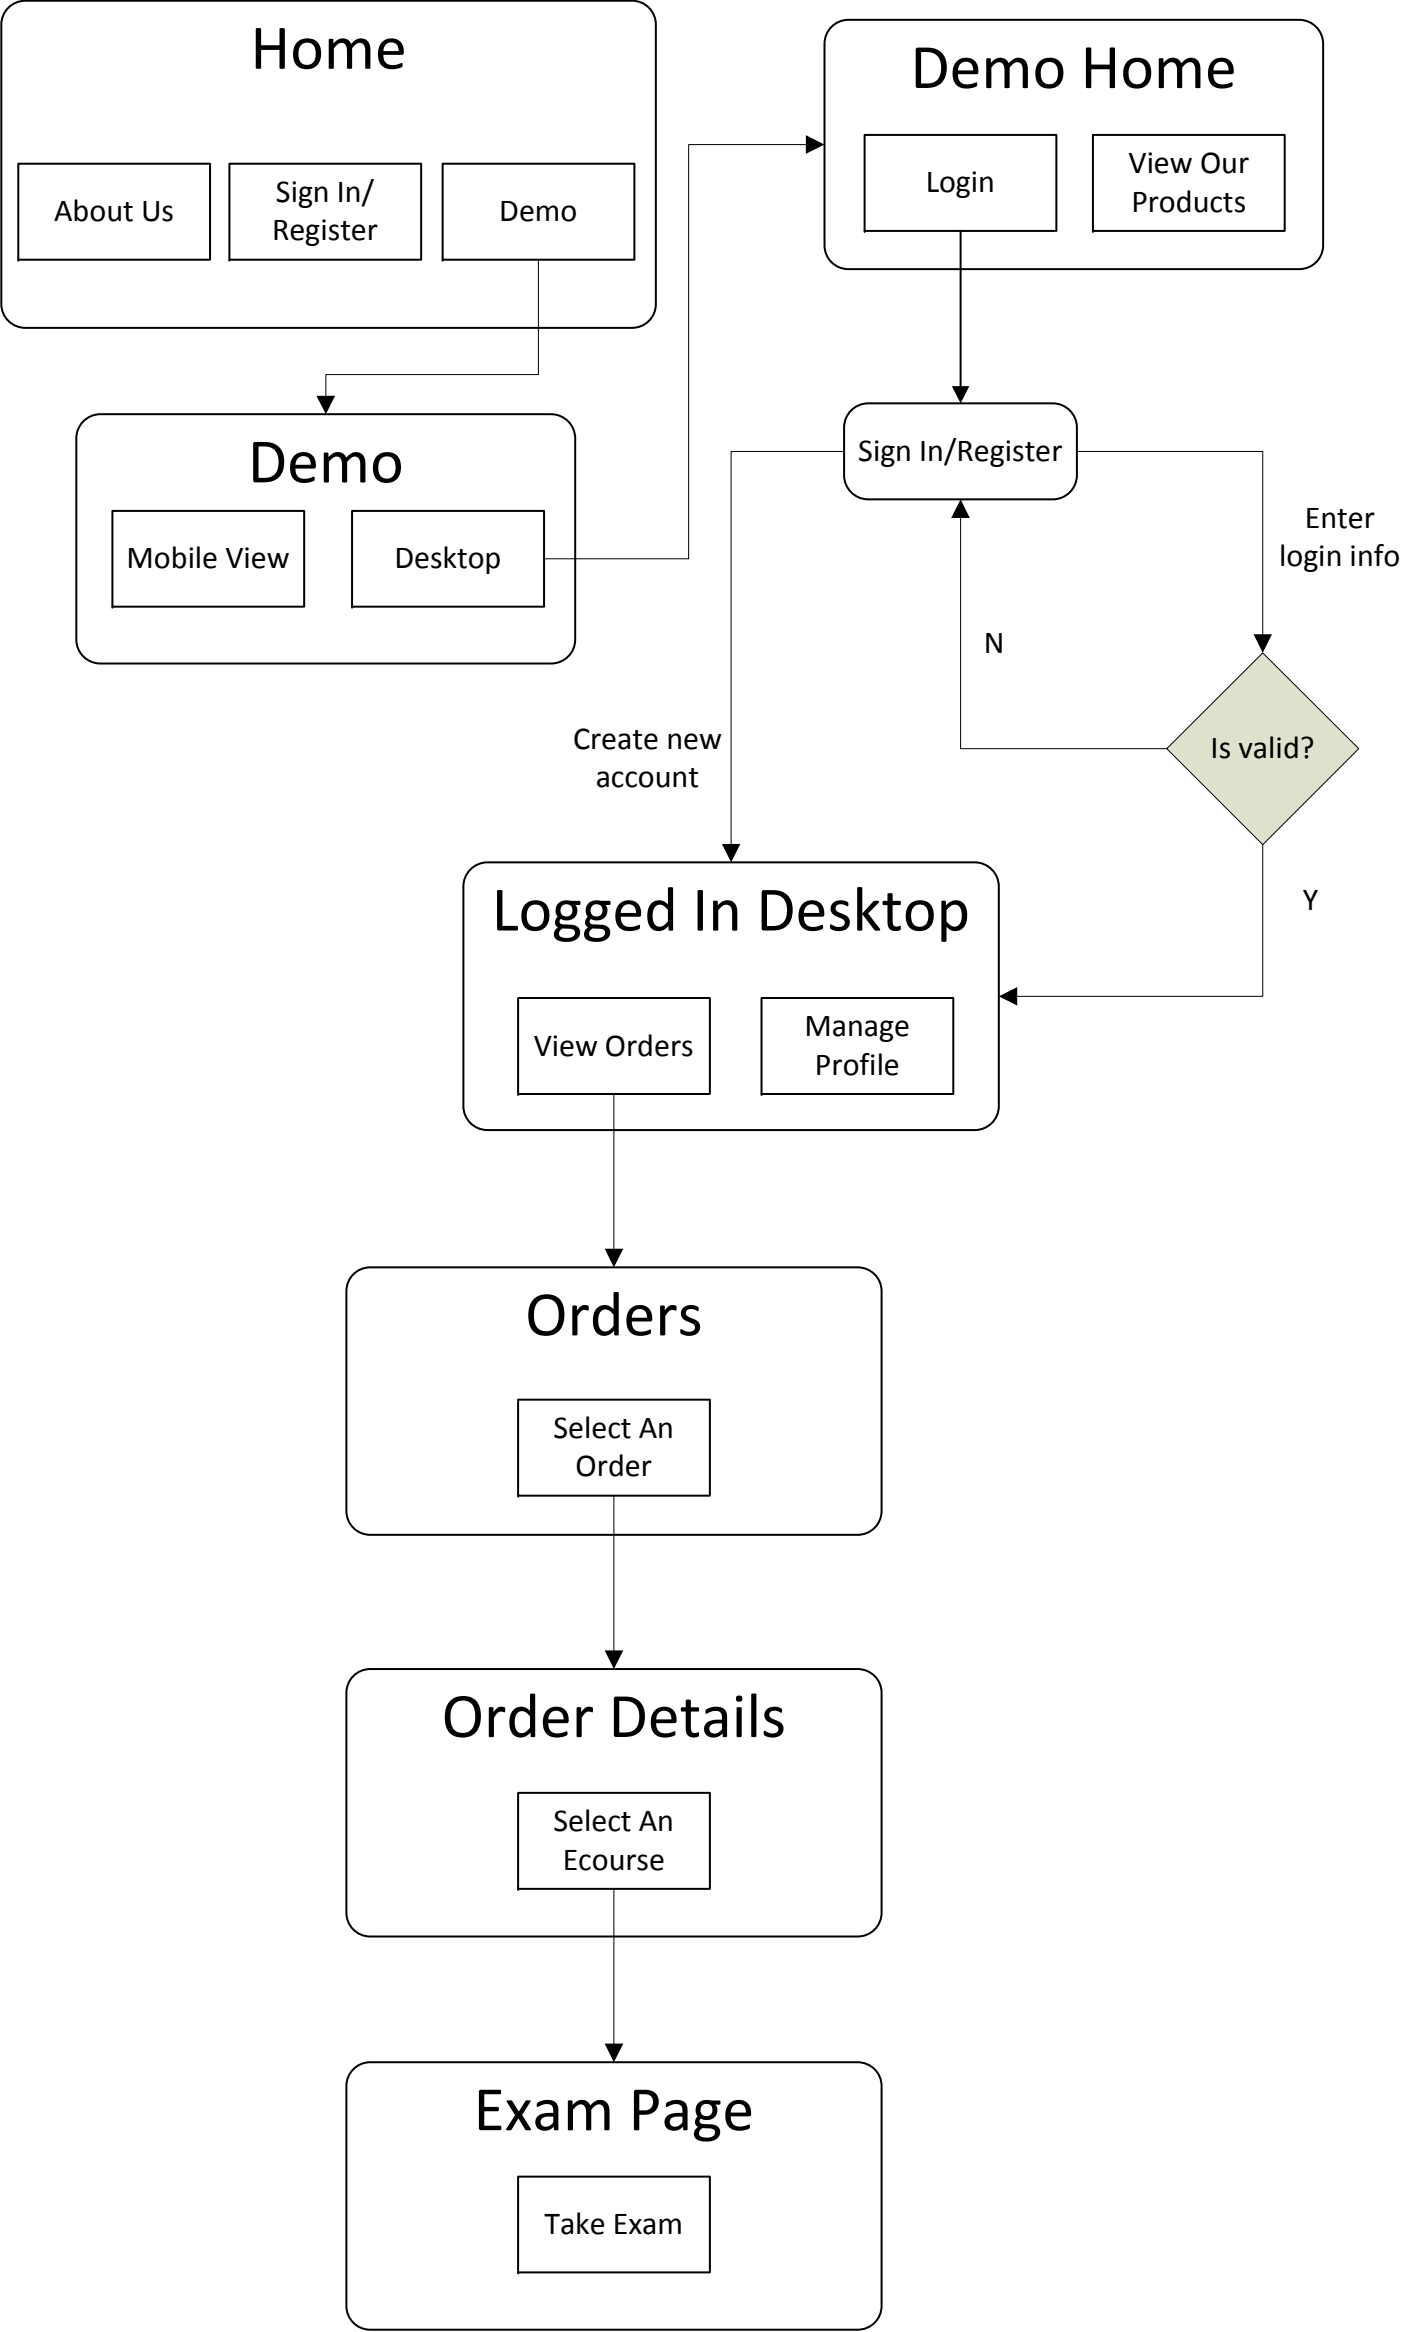 Home
About Us
Sign In/
Register
Demo
Demo Home
Login
View Our
Products
Demo
Mobile View
Desktop
Sign In/Register
Enter
login info
N
Is valid?
Create new
account
Y
Logged In Desktop
View Orders
Manage
Profile
Orders
Select An
Order
Order Details
Select An
Ecourse
Exam Page
Take Exam